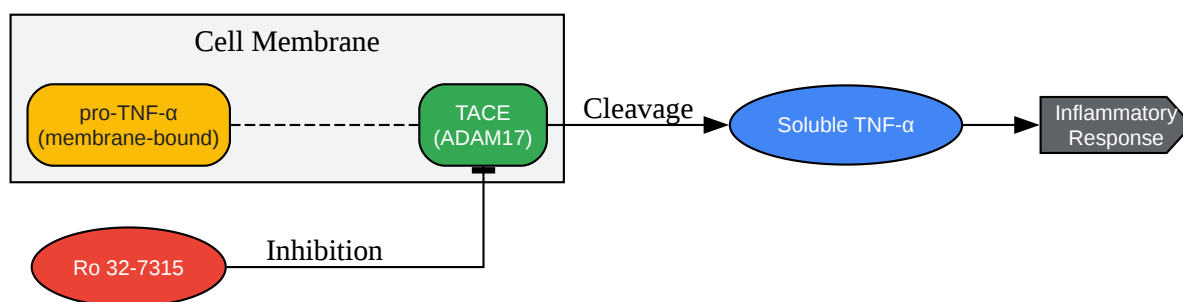 Cell Membrane
pro-TNF-α
(membrane-bound)
TACE
(ADAM17)
Cleavage
Soluble TNF-α
Inflammatory
Response
Inhibition
Ro 32-7315